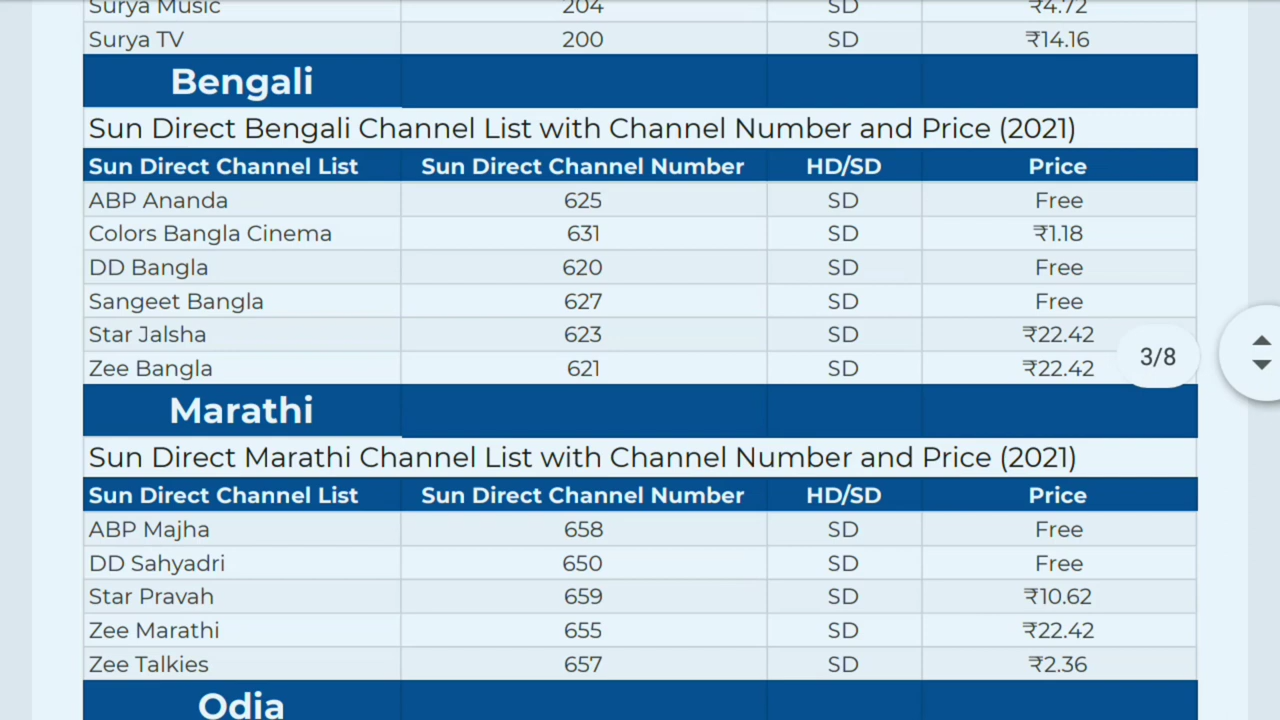 Surya Music 204 SD ₹4.72
Surya TV 200 SD ₹14.16
Bengali
Sun Direct Bengali Channel List with Channel Number and Price (2021)
Sun Direct Channel List Sun Direct Channel Number HD/SD Price
ABP Ananda 625 SD Free
Colors Bangla Cinema 631 SD ₹1.18
DD Bangla 620 SD Free
Sangeet Bangla 627 SD Free
Star Jalsha 623 SD ₹22.42
3/8
Zee Bangla 621 SD ₹22.42
Marathi
Sun Direct Marathi Channel List with Channel Number and Price (2021)
Sun Direct Channel List Sun Direct Channel Number HD/SD Price
ABP Majha 658 SD Free
DD Sahyadri 650 SD Free
Star Pravah 659 SD ₹10.62
Zee Marathi 655 SD ₹22.42
Zee Talkies 657 SD ₹2.36
Odia